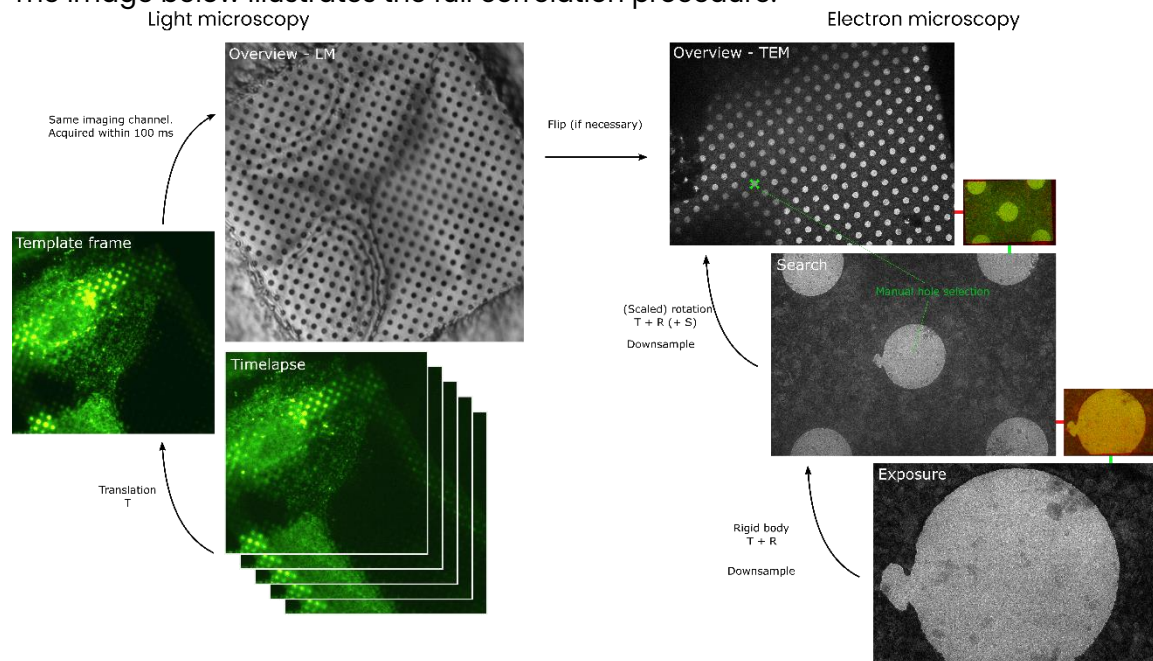 The image below illustrates the full correlation procedure.
Light microscopy
Electron microscopy
Overview - LM
Overview - TEM
Same imaging channel.
Acquired within 100 ms
Flip (if necessary)
Template frame
Search
Manual hole selection
(Scaled) rotation
T + R (+ S)
Downsample
Timelapse
Translation
T
Exposure
Rigid body
T + R
Downsample